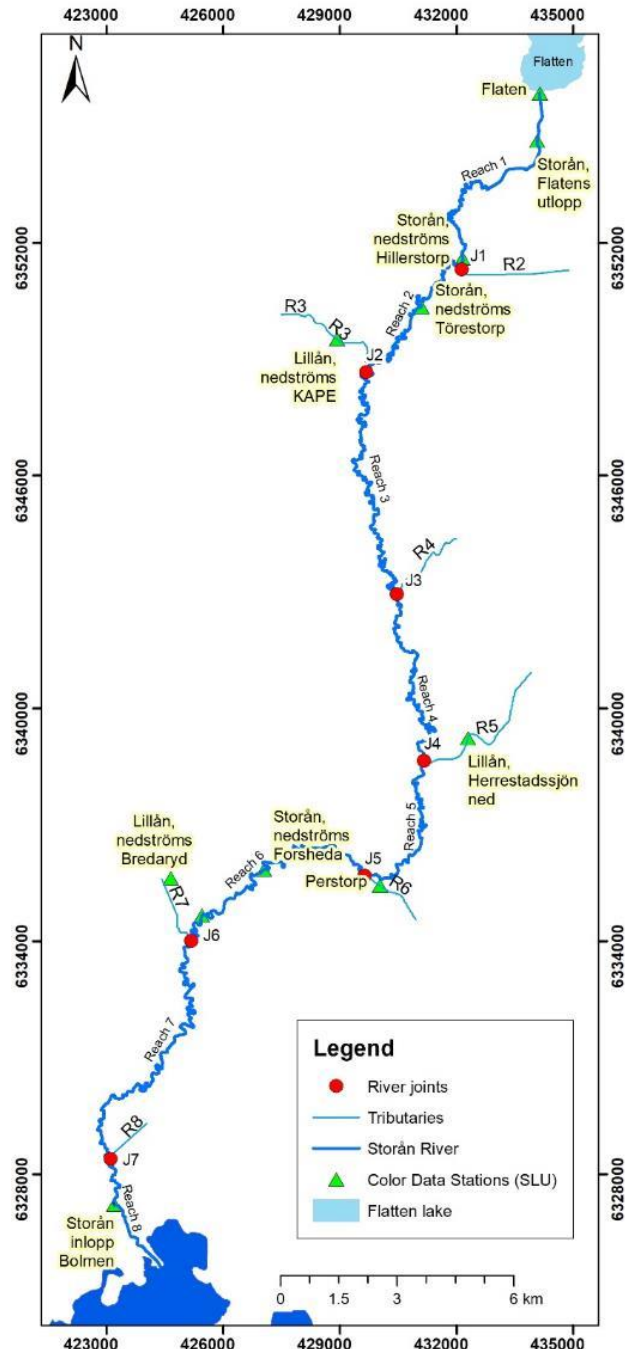 423000 426000 429000 432000 435000
N
Flatten
Flaten
Reach 1
Storån,
Flatens
utlopp
Storån,
nedströms
Hillerstorp
J1
R2
6352000
6352000
Storån,
nedströms
Törestorp
Reach 2
R3
R3
Lillån,
nedströms
KAPE
J2
Reach 3
6346000
6346000
R4
J3
Reach 4
6340000
6340000
J4
R5
Lillån,
Herrestadssjön
ned
Reach 5
Lillån,
nedströms
Bredaryd
Storån,
nedströms
Forsheda
Reach 6
J5
Perstorp
R6
R7
J6
6334000
6334000
Reach 7
R8
J7
6328000
6328000
Storån
inlopp
Bolmen
Reach 8
Legend
River joints
Tributaries
Storån River
Color Data Stations (SLU)
Flatten lake
0 1.5 3 6 km
423000 426000 429000 432000 435000